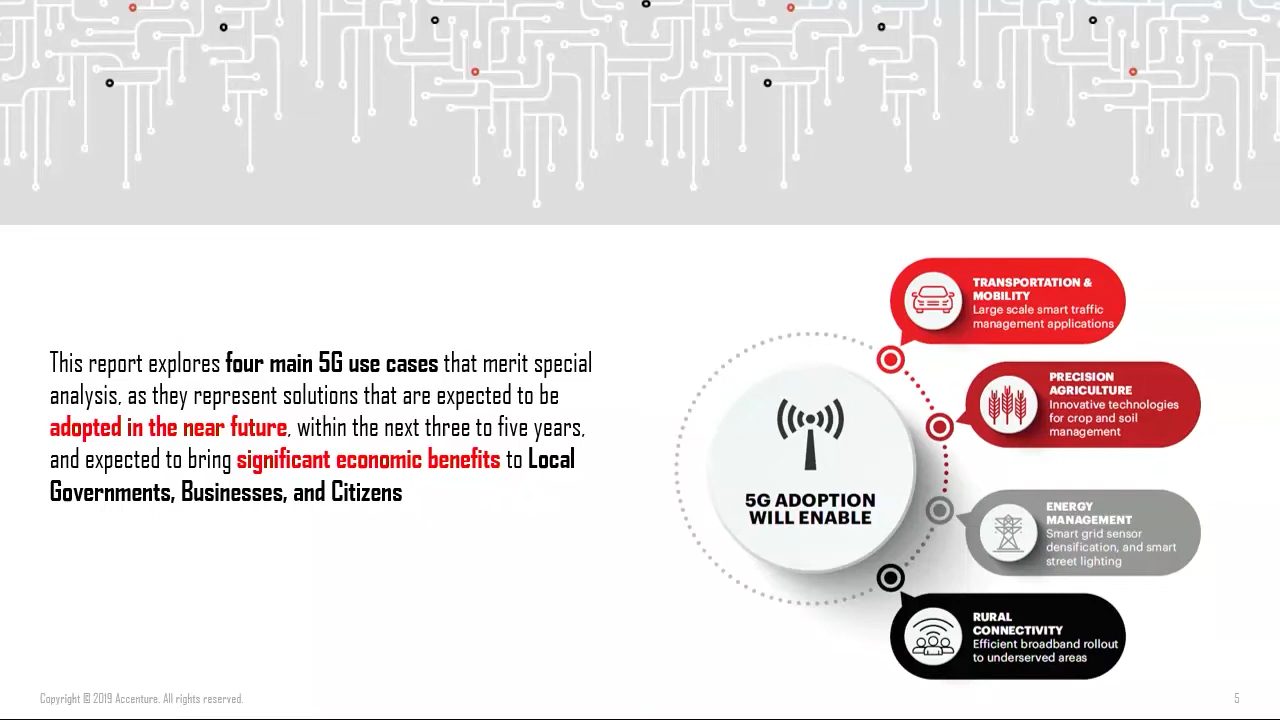 This report explores four main 5G use cases that merit special
analysis, as they represent solutions that are expected to be
adopted in the near future, within the next three to five years,
and expected to bring significant economic benefits to Local
Governments, Businesses, and Citizens
5G ADOPTION
WILL ENABLE
TRANSPORTATION &
MOBILITY
Large scale smart traffic
management applications
PRECISION
AGRICULTURE
Innovative technologies
for crop and soil
management
ENERGY
MANAGEMENT
Smart grid sensor
densification, and smart
street lighting
RURAL
CONNECTIVITY
Efficient broadband rollout
to underserved areas
Copyright © 2019 Accenture. All rights reserved.
5